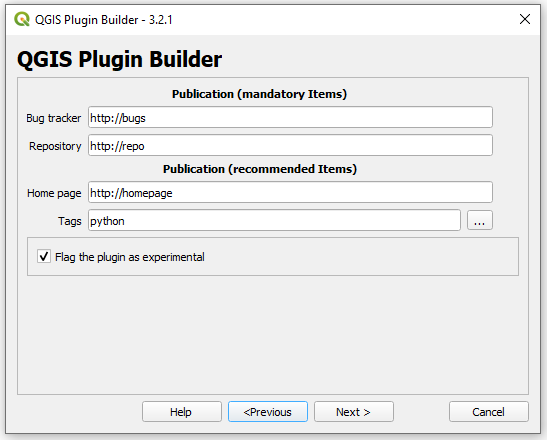 QGIS Plugin Builder - 3.2.1
QGIS Plugin Builder
Publication (mandatory Items)
Bug tracker http://bugs
Repository http://repo
Publication (recommended Items)
Home page http://homepage
Tags python ...
Flag the plugin as experimental
Help <Previous Next > Cancel